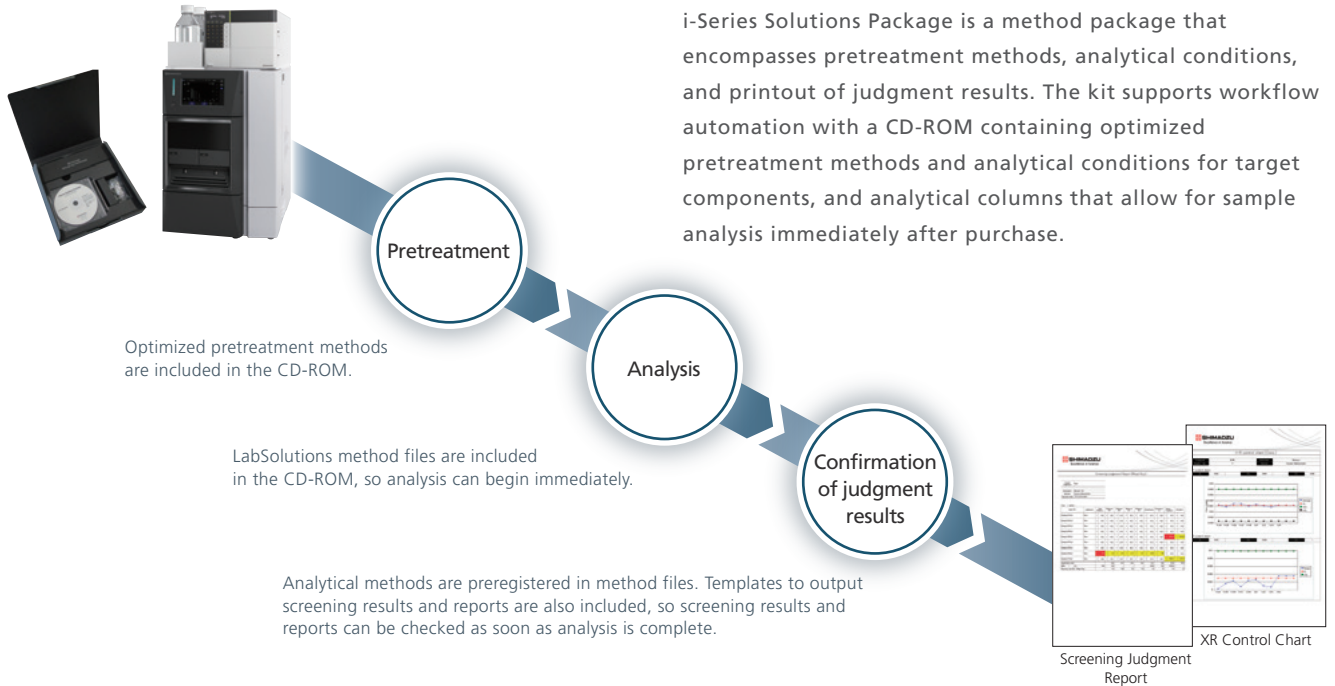 i-Series Solutions Package is a method package that
encompasses pretreatment methods, analytical conditions,
and printout of judgment results. The kit supports workflow
automation with a CD-ROM containing optimized
pretreatment methods and analytical conditions for target
components, and analytical columns that allow for sample
analysis immediately after purchase.
Pretreatment
Optimized pretreatment methods
are included in the CD-ROM.
Analysis
LabSolutions method files are included
in the CD-ROM, so analysis can begin immediately.
Confirmation
of judgment
results
Analytical methods are preregistered in method files. Templates to output
screening results and reports are also included, so screening results and
reports can be checked as soon as analysis is complete.
SHIMADZU
SHIMADZU
Screening Judgment
Report
XR Control Chart